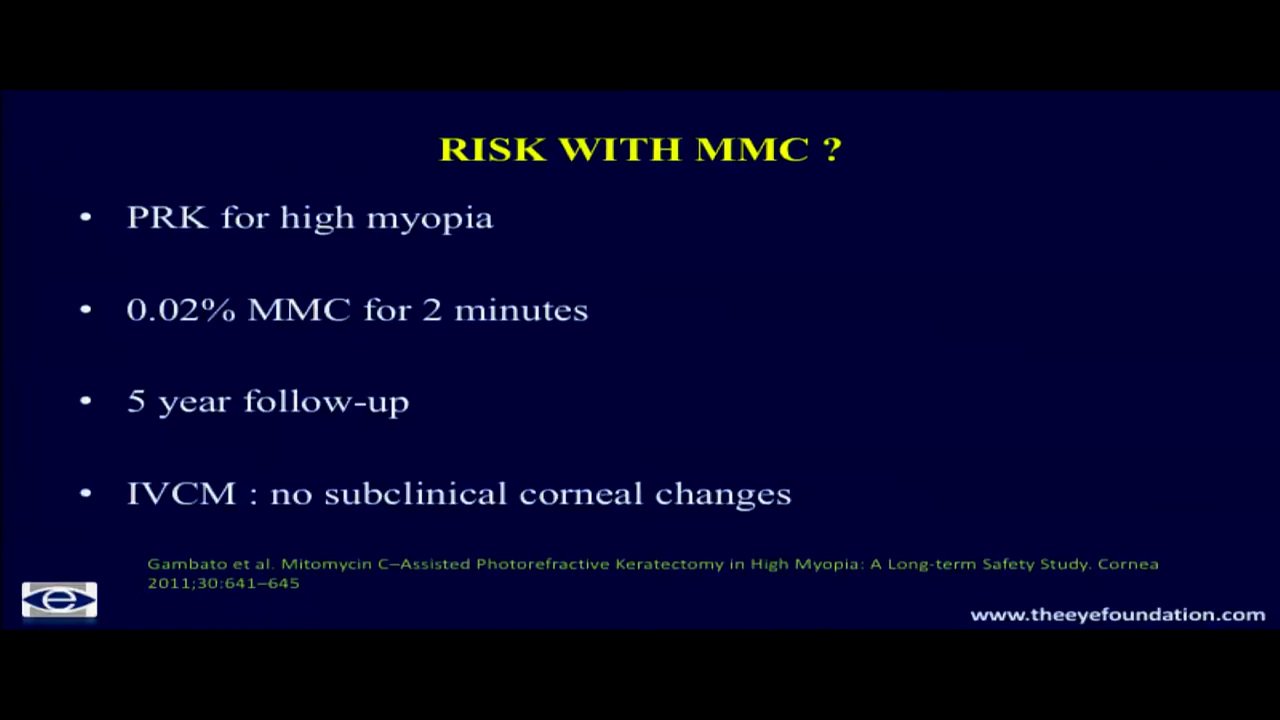 RISK WITH MMC ?
• PRK for high myopia
• 0.02% MMC for 2 minutes
• 5 year follow-up
• IVCM : no subclinical corneal changes
Gambato et al. Mitomycin C–Assisted Photorefractive Keratectomy in High Myopia: A Long-term Safety Study. Cornea
2011;30:641–645
e
www.theeyefoundation.com